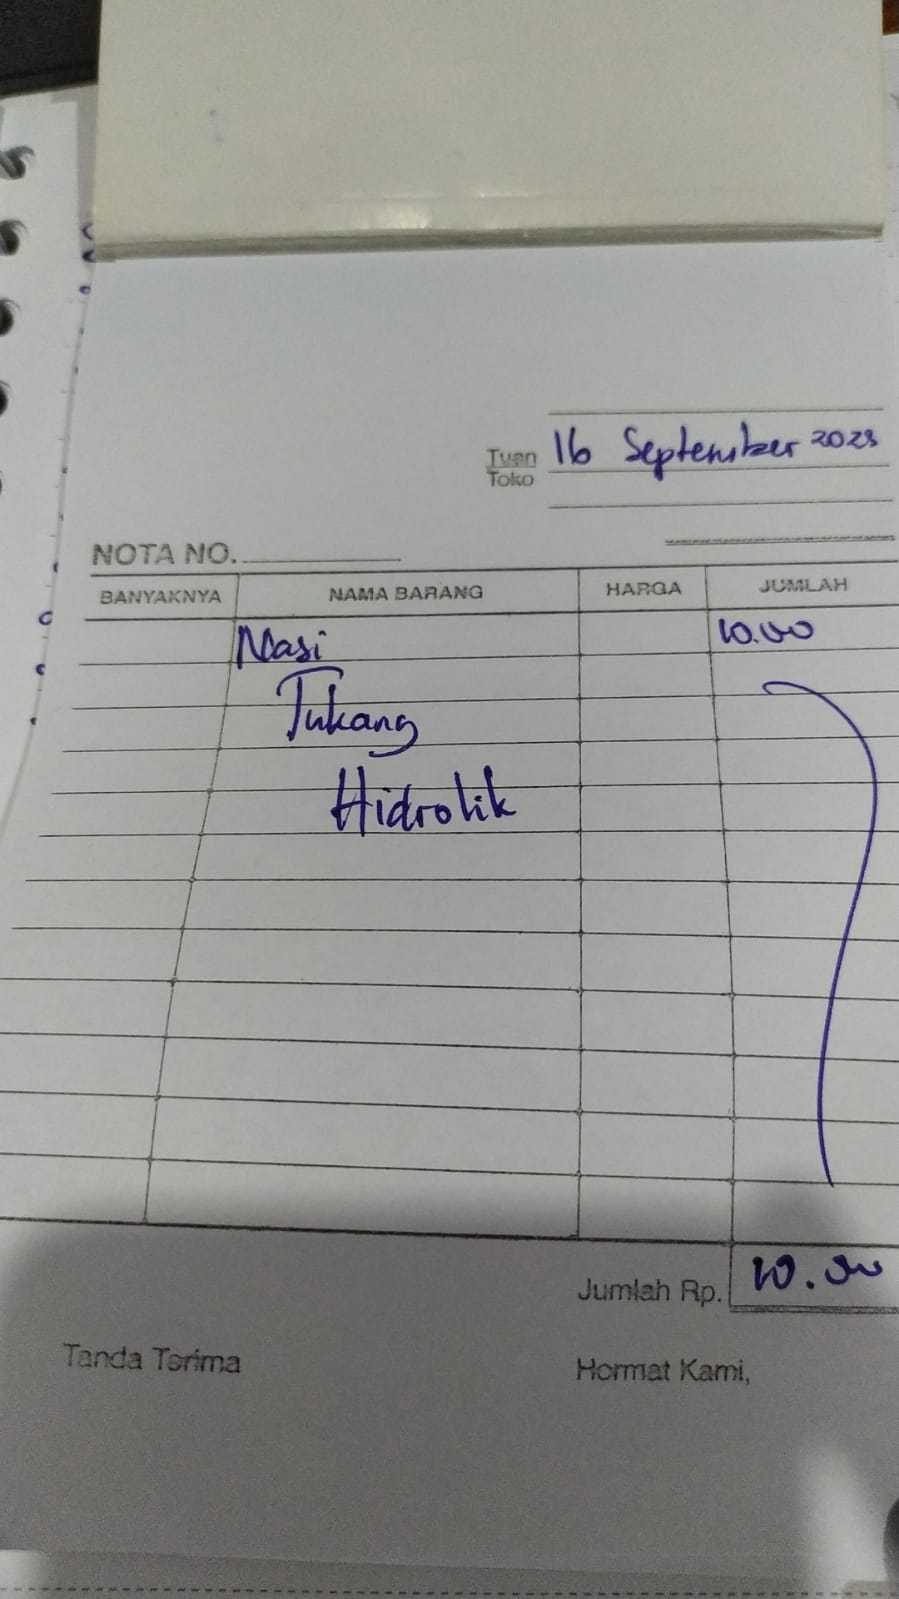 16 September 2023
Tuan
Toko
NOTA NO.
BANYAKNYA NAMA BARANG HARGA JUMLAH
Nasi 10.00
Tukang
Hidrolik
Jumlah Rp. 10.00
Tanda Terima Hormat Kami,